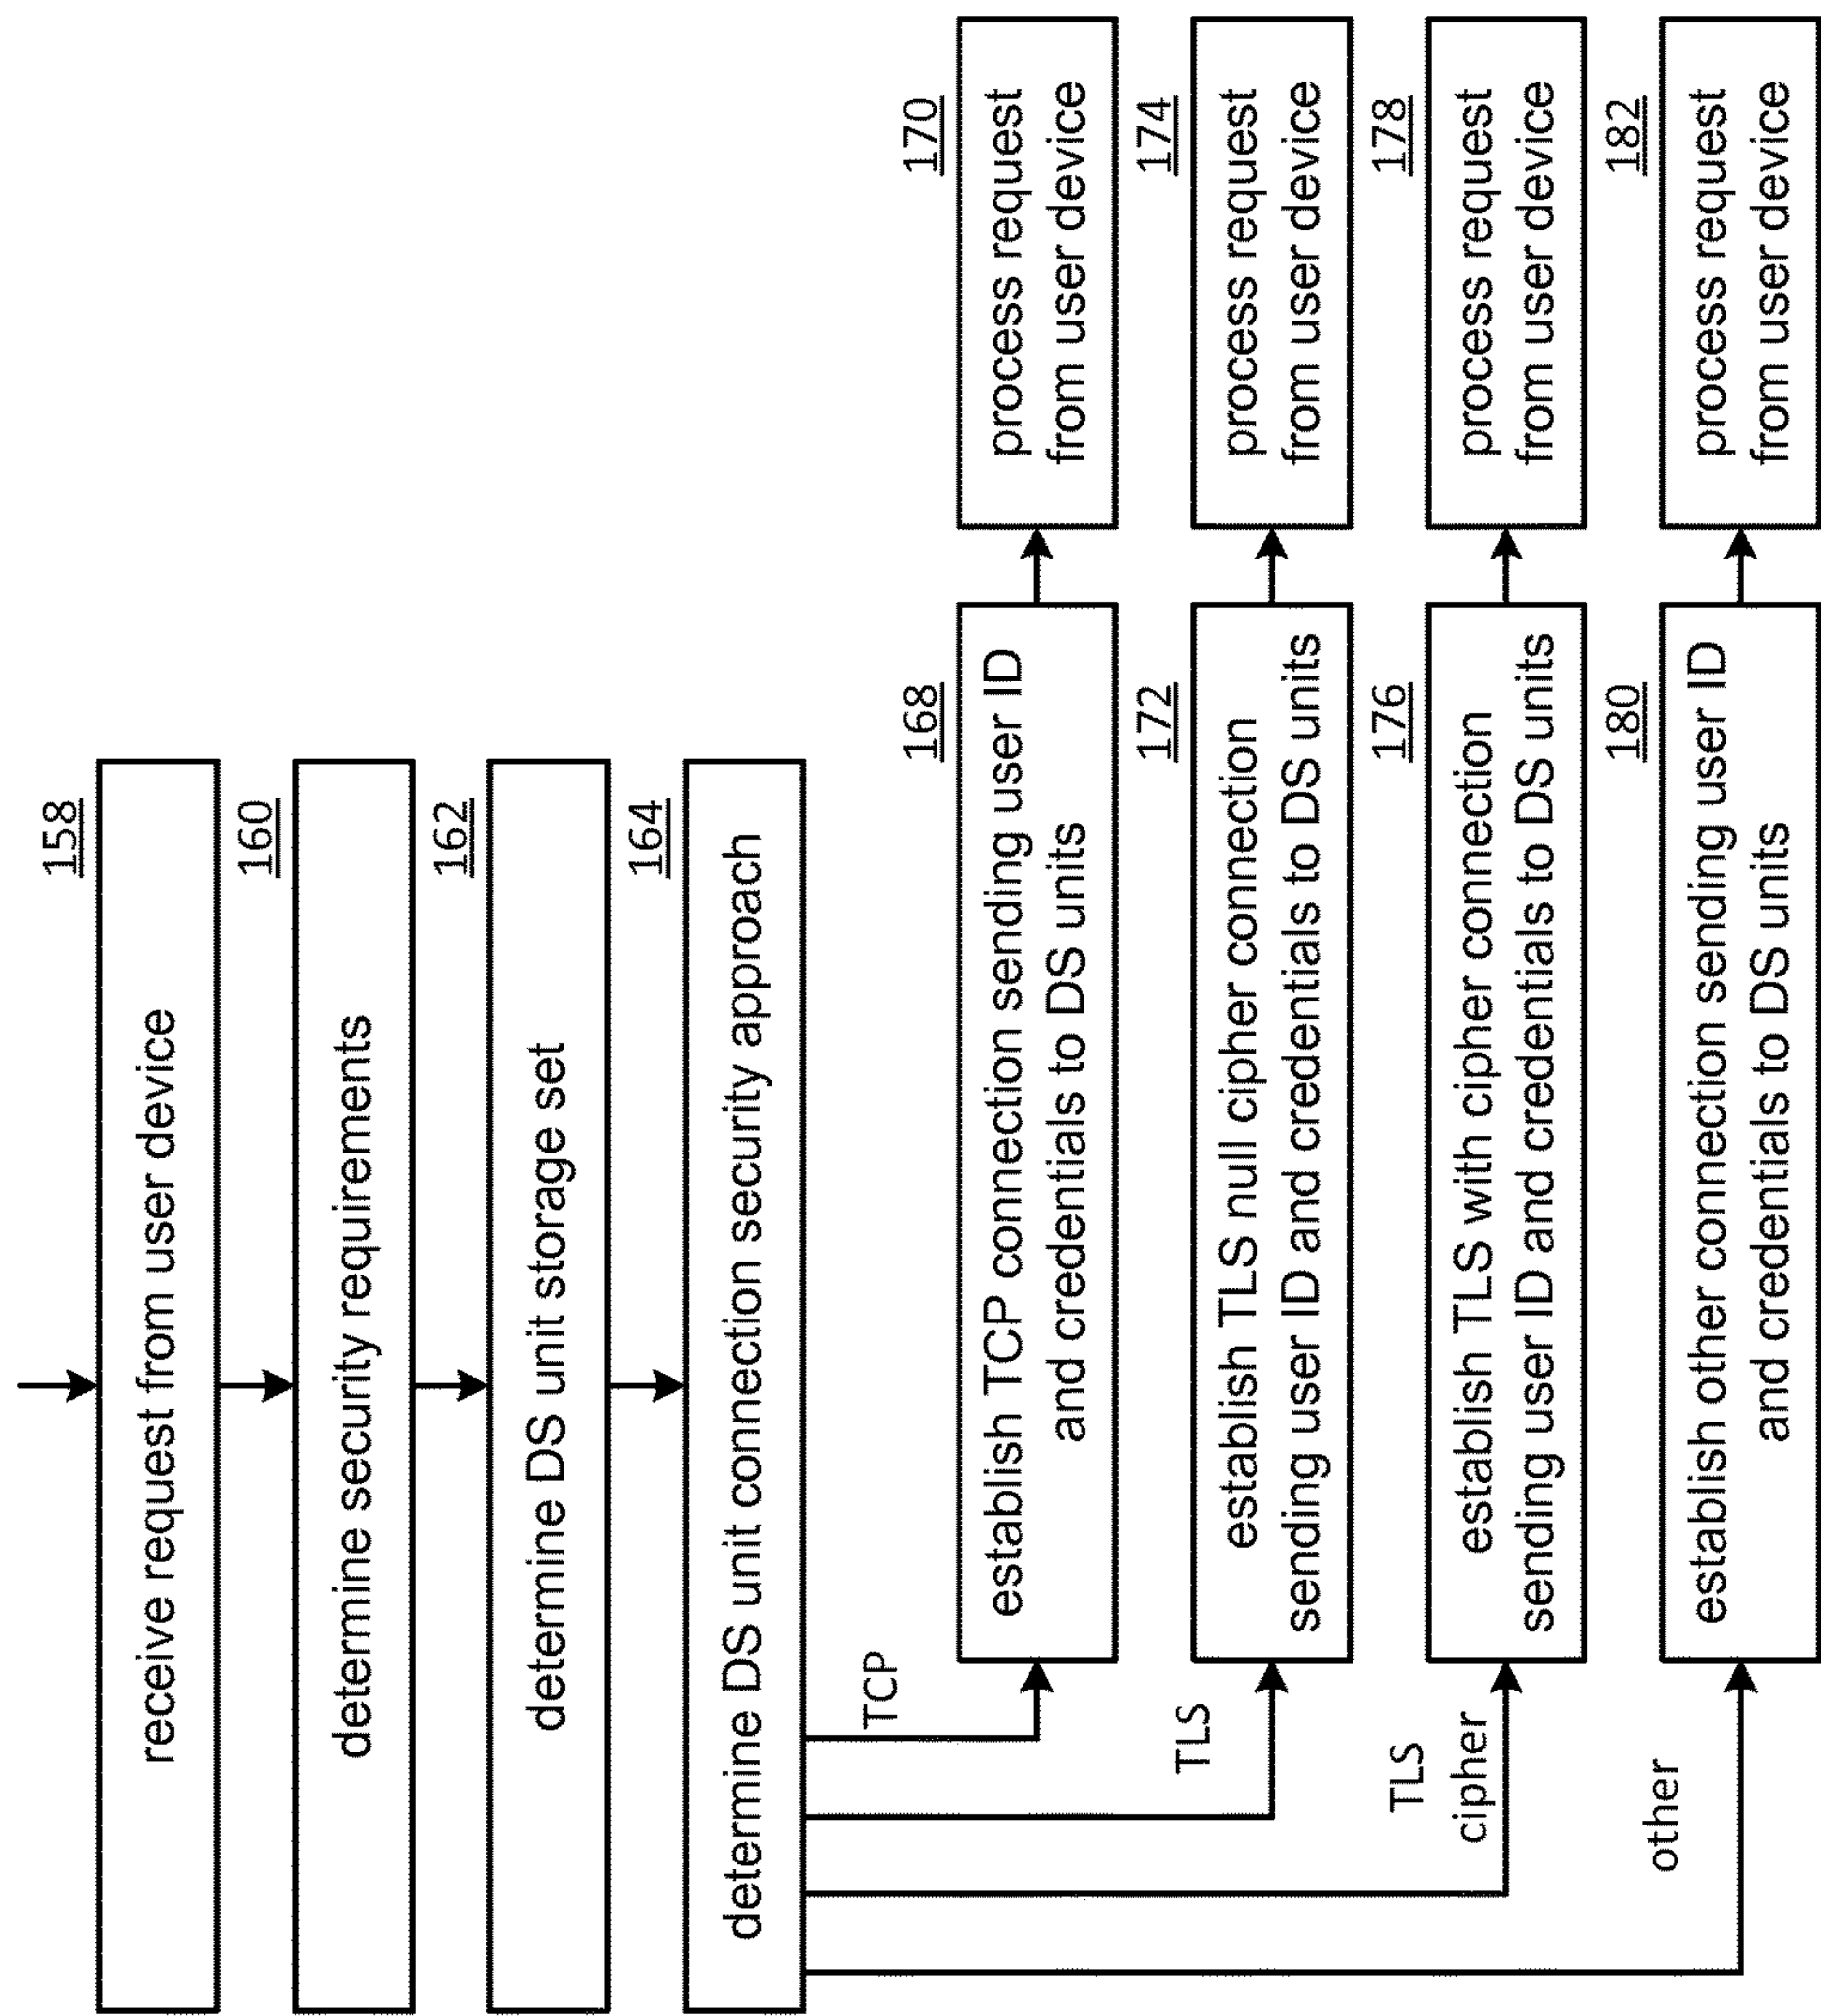 158
receive request from user device
160
determine security requirements
162
determine DS unit storage set
164
determine DS unit connection security approach
TCP
168
establish TCP connection sending user ID
and credentials to DS units
170
process request
from user device
TLS
172
establish TLS null cipher connection
sending user ID and credentials to DS units
174
process request
from user device
TLS
cipher
176
establish TLS with cipher connection
sending user ID and credentials to DS units
178
process request
from user device
other
180
establish other connection sending user ID
and credentials to DS units
182
process request
from user device